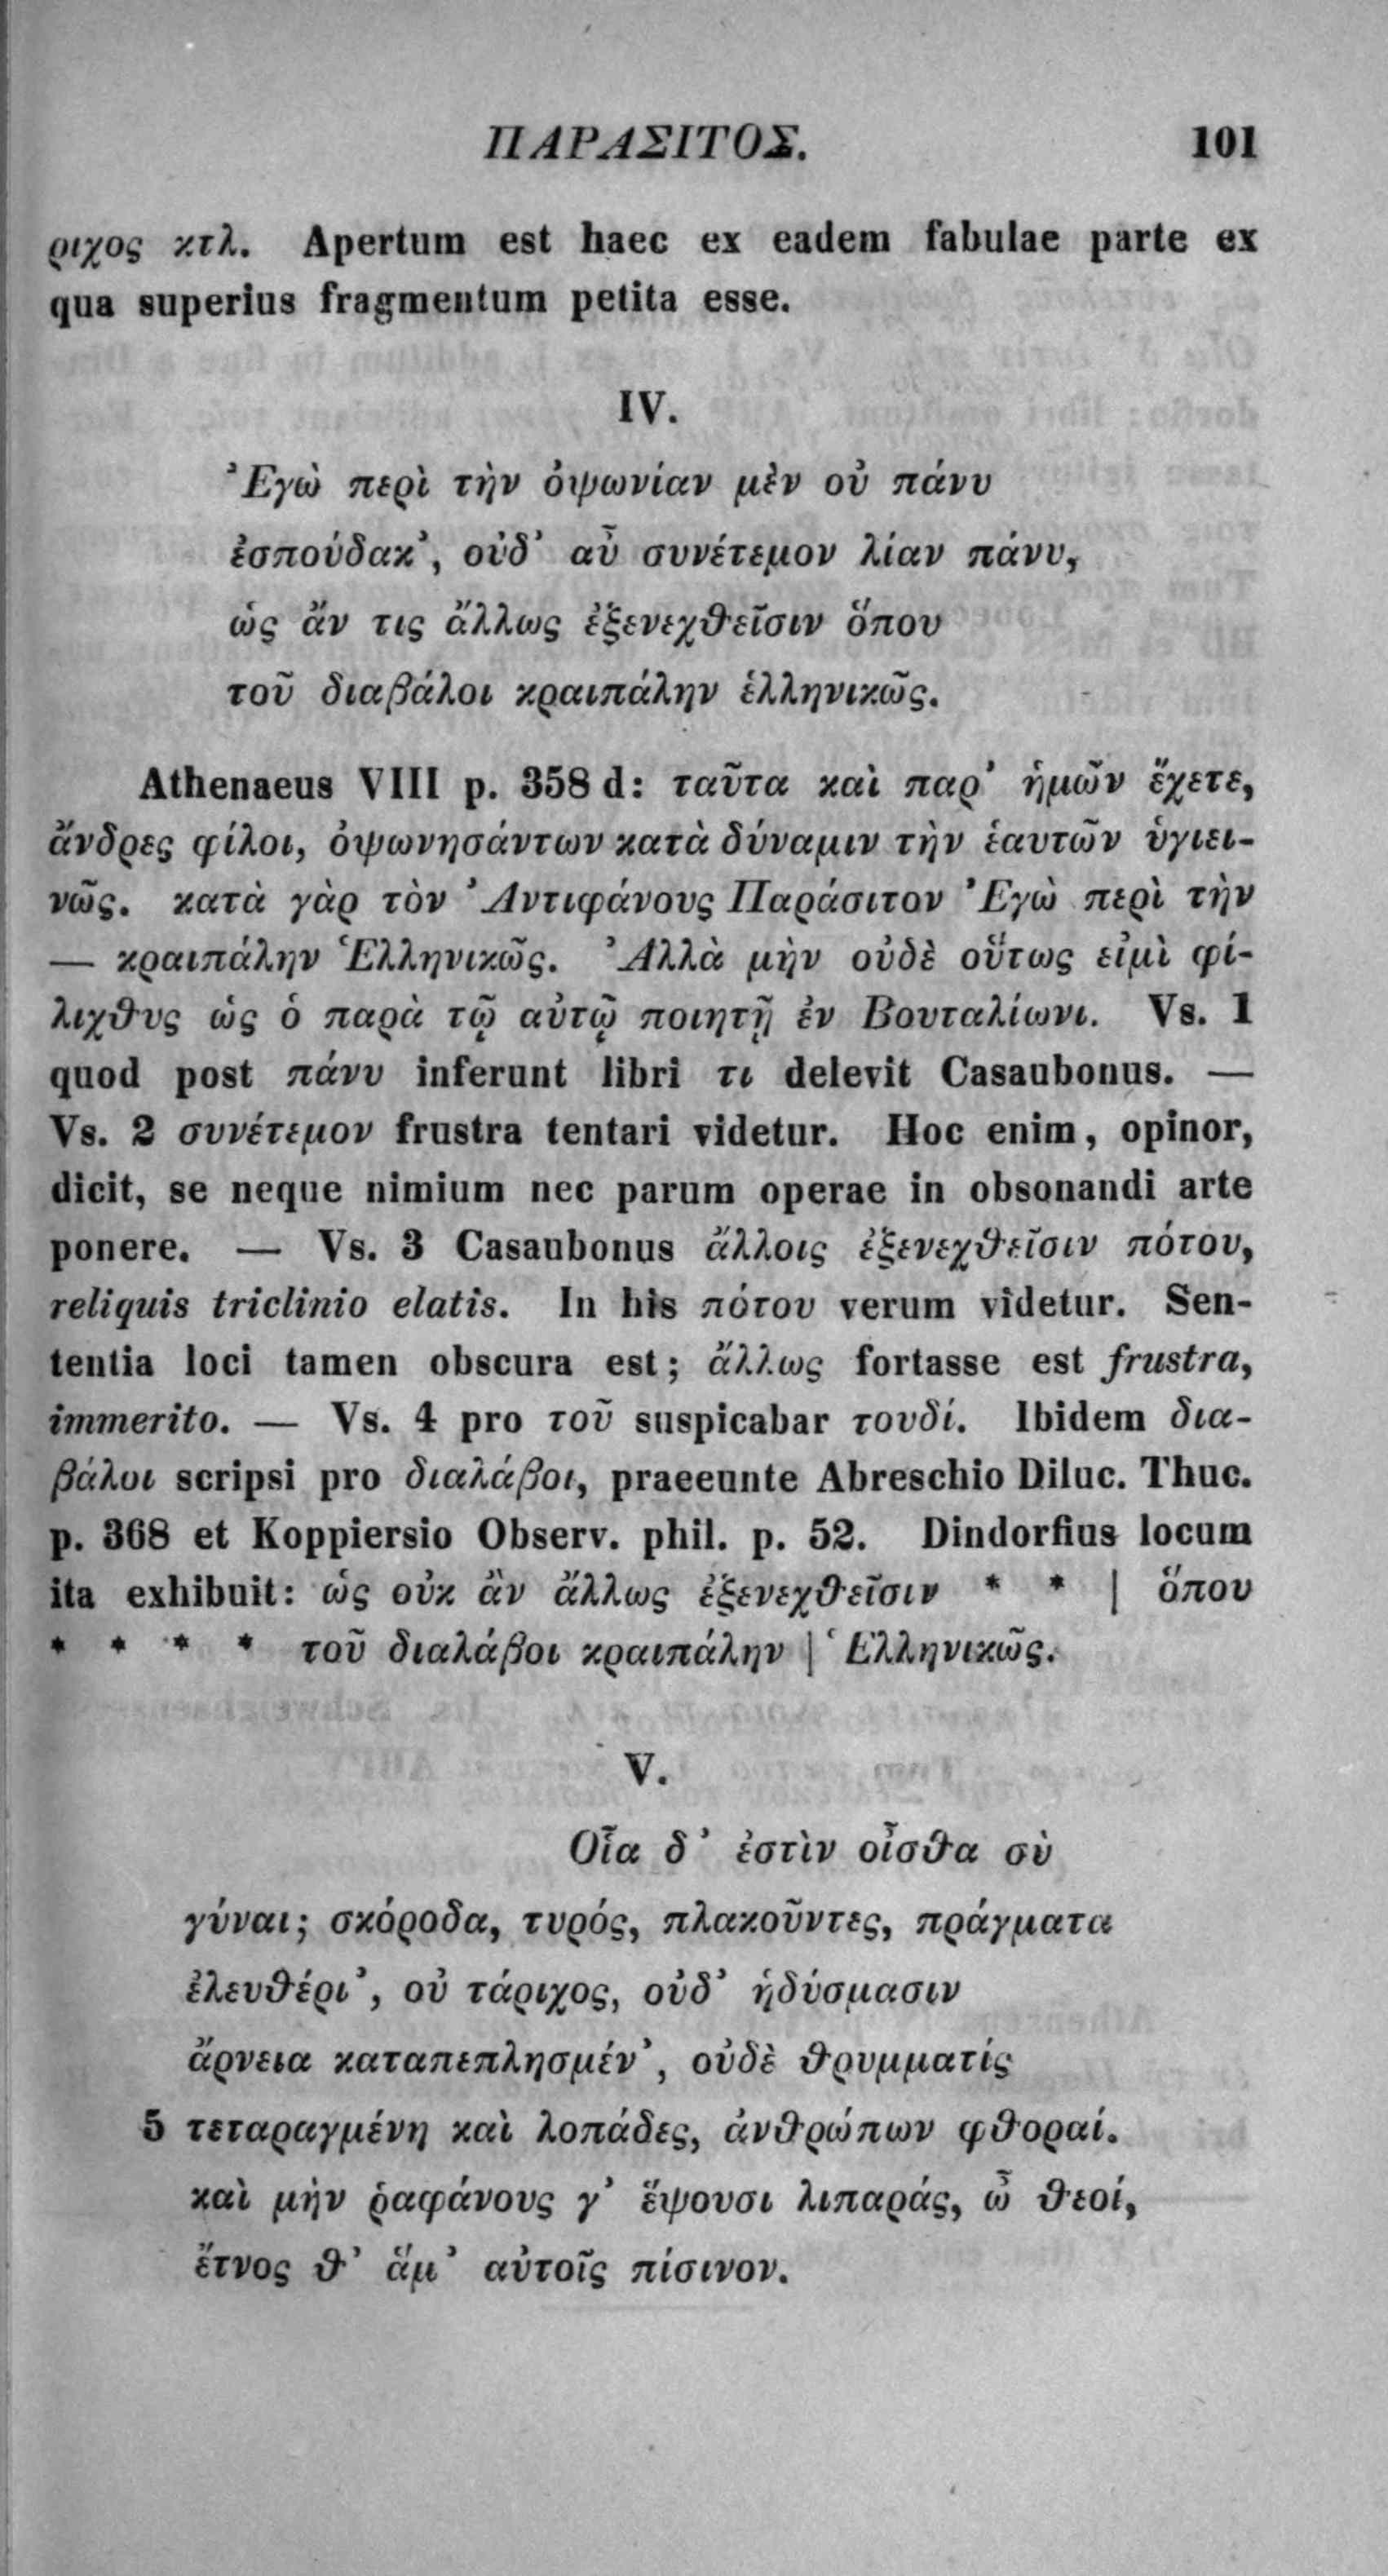 ΠΑΡΑΣΙΤΟΣ. 101
ριχος κτλ. Apertum est haec ex eadem fabulae parte ex
qua superius fragmentum petita esse.
IV.
Ἐγὼ περὶ τὴν ὀψωνίαν μὲν οὐ πάνυ
ἐσπούδακ', οὐδ' αὖ συνέτεμον λίαν πάνυ,
ὡς ἄν τις ἄλλως ἐξενεχθεῖσιν ὅπου
τοῦ διαβάλοι κραιπάλην ἑλληνικῶς.
Athenaeus VIII p. 358 d: ταῦτα καὶ παρ' ἡμῶν ἔχετε,
ἄνδρες φίλοι, ὀψωνησάντων κατὰ δύναμιν τὴν ἑαυτῶν ὑγιει-
νῶς. κατὰ γὰρ τὸν Ἀντιφάνους Παράσιτον Ἐγὼ περὶ τὴν
— κραιπάλην Ἑλληνικῶς. Ἀλλὰ μὴν οὐδὲ οὕτως εἰμὶ φί-
λιχθυς ὡς ὁ παρὰ τῷ αὐτῷ ποιητῇ ἐν Βουταλίωνι. Vs. 1
quod post πάνυ inferunt libri τι delevit Casaubonus. —
Vs. 2 συνέτεμον frustra tentari videtur. Hoc enim, opinor,
dicit, se neque nimium nec parum operae in obsonandi arte
ponere. — Vs. 3 Casaubonus ἄλλοις ἐξενεχθεῖσιν πότου,
reliquis triclinio elatis. In his πότου verum videtur. Sen-
tentia loci tamen obscura est; ἄλλως fortasse est frustra,
immerito. — Vs. 4 pro τοῦ suspicabar τουδί. Ibidem δια-
βάλοι scripsi pro διαλάβοι, praeeunte Abreschio Diluc. Thuc.
p. 368 et Koppiersio Observ. phil. p. 52. Dindorfius locum
ita exhibuit: ὡς οὐκ ἂν ἄλλως ἐξενεχθεῖσιν * * | ὅπου
* * * * τοῦ διαλάβοι κραιπάλην | Ἑλληνικῶς.
V.
Οἷα δ' ἐστὶν οἶσθα σὺ
γύναι; σκόροδα, τυρός, πλακοῦντες, πράγματα
ἐλευθέρι', οὐ τάριχος, οὐδ' ἡδύσμασιν
ἄρνεια καταπεπλησμέν', οὐδὲ θρυμματίς
5 τεταραγμένη καὶ λοπάδες, ἀνθρώπων φθοραί.
καὶ μὴν ῥαφάνους γ' ἕψουσι λιπαράς, ὦ θεοί,
ἔτνος θ' ἅμ' αὐτοῖς πίσινον.